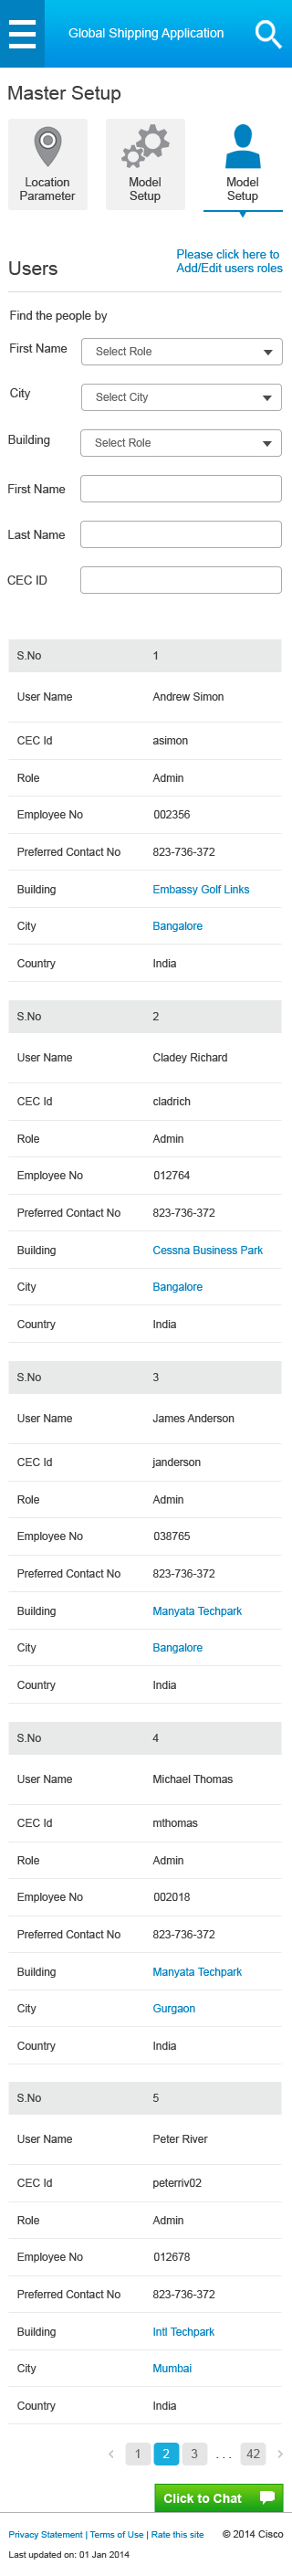 Global Shipping Application
Master Setup
Location
Parameter
Model
Setup
Model
Setup
Users
Please click here to
Add/Edit users roles
Find the people by
First Name Select Role
City Select City
Building Select Role
First Name
Last Name
CEC ID
S.No 1
User Name Andrew Simon
CEC Id asimon
Role Admin
Employee No 002356
Preferred Contact No 823-736-372
Building Embassy Golf Links
City Bangalore
Country India
S.No 2
User Name Cladey Richard
CEC Id cladrich
Role Admin
Employee No 012764
Preferred Contact No 823-736-372
Building Cessna Business Park
City Bangalore
Country India
S.No 3
User Name James Anderson
CEC Id janderson
Role Admin
Employee No 038765
Preferred Contact No 823-736-372
Building Manyata Techpark
City Bangalore
Country India
S.No 4
User Name Michael Thomas
CEC Id mthomas
Role Admin
Employee No 002018
Preferred Contact No 823-736-372
Building Manyata Techpark
City Gurgaon
Country India
S.No 5
User Name Peter River
CEC Id peterriv02
Role Admin
Employee No 012678
Preferred Contact No 823-736-372
Building Intl Techpark
City Mumbai
Country India
‹ 1 2 3 ... 42 ›
Click to Chat
Privacy Statement | Terms of Use | Rate this site © 2014 Cisco
Last updated on: 01 Jan 2014